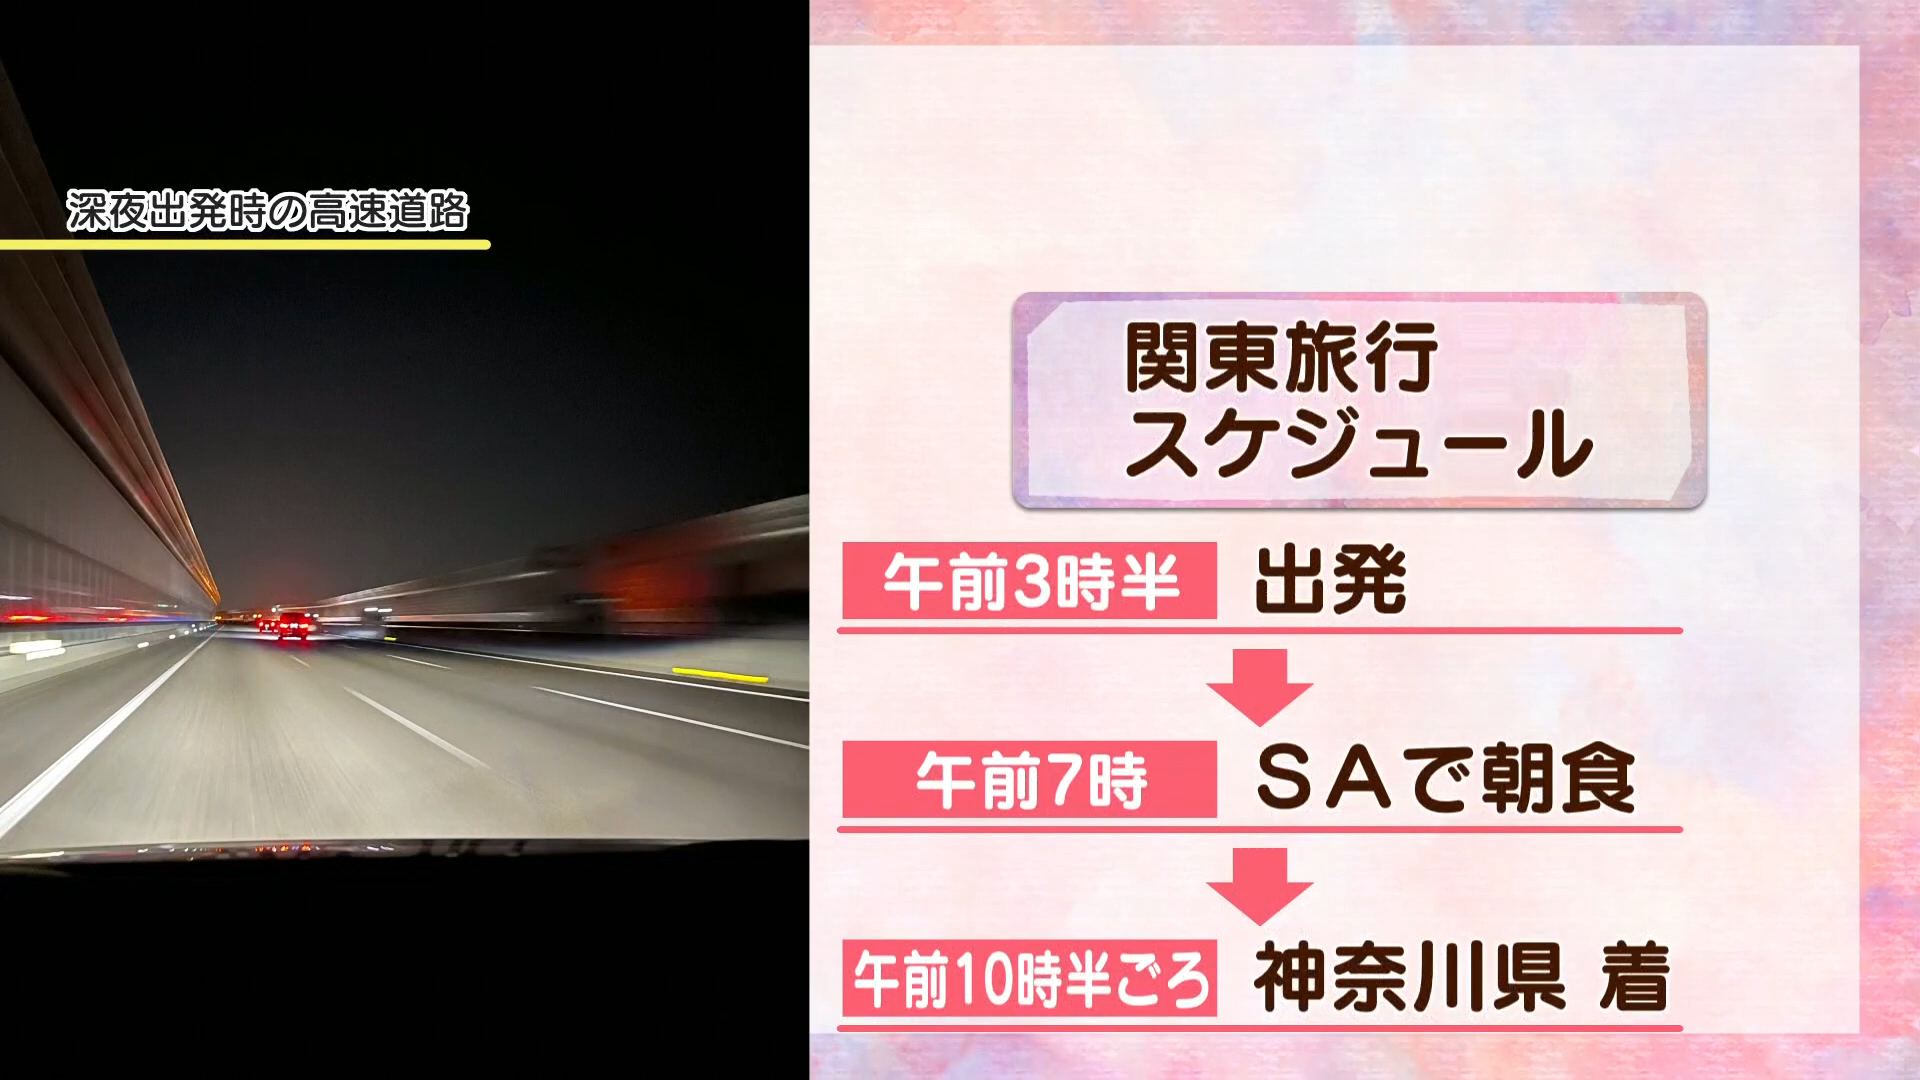 深夜出発時の高速道路
関東旅行
スケジュール
午前3時半 出発
午前7時 SAで朝食
午前10時半ごろ 神奈川県 着